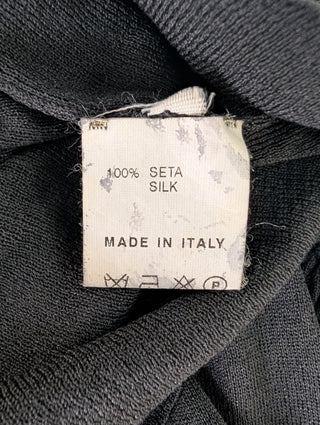 100% SETA
SILK
MADE IN ITALY
P